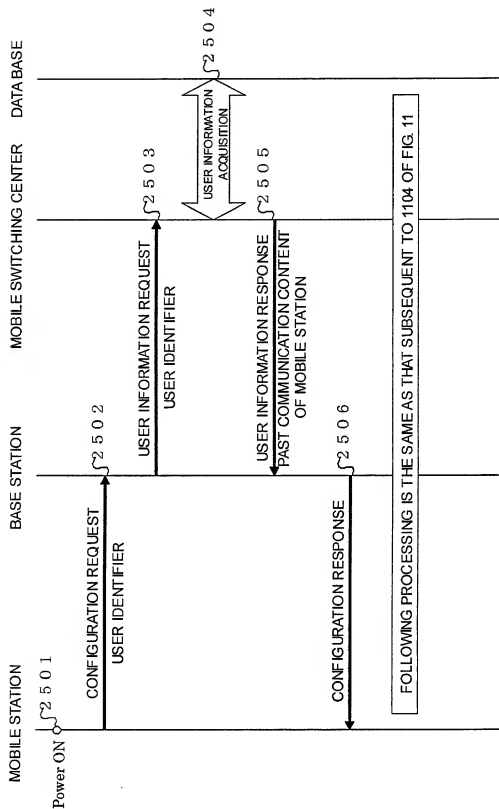 MOBILE STATION
BASE STATION
MOBILE SWITCHING CENTER
DATABASE
2501
Power ON
2502
CONFIGURATION REQUEST
USER IDENTIFIER
2503
USER INFORMATION REQUEST
USER IDENTIFIER
2504
USER INFORMATION
ACQUISITION
2505
USER INFORMATION RESPONSE
PAST COMMUNICATION CONTENT
OF MOBILE STATION
2506
CONFIGURATION RESPONSE
FOLLOWING PROCESSING IS THE SAME AS THAT SUBSEQUENT TO 1104 OF FIG. 11